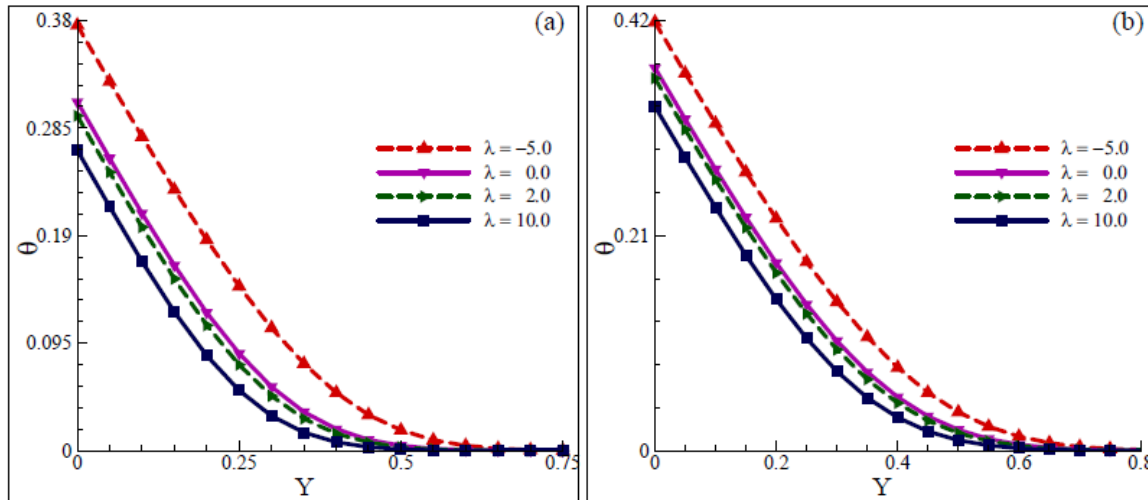 (a)
0.38
0.285
0.19
0.095
0
θ
λ = −5.0
λ = 0.0
λ = 2.0
λ = 10.0
0 0.25 0.5 0.75
Y
(b)
0.42
0.21
0
θ
λ = −5.0
λ = 0.0
λ = 2.0
λ = 10.0
0 0.2 0.4 0.6 0.8
Y